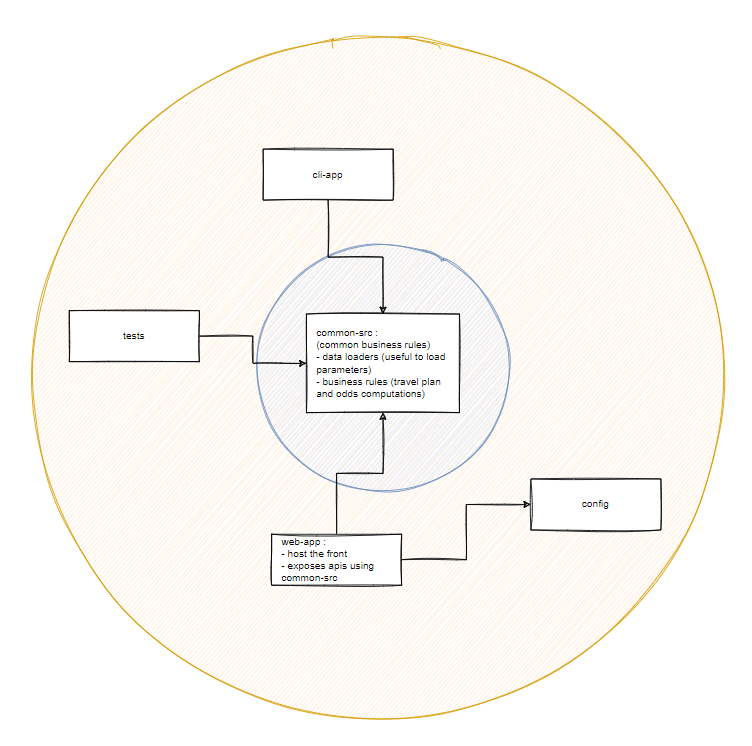 cli-app
tests
common-src :
(common business rules)
- data loaders (useful to load
parameters)
- business rules (travel plan
and odds computations)
config
web-app :
- host the front
- exposes apis using
common-src